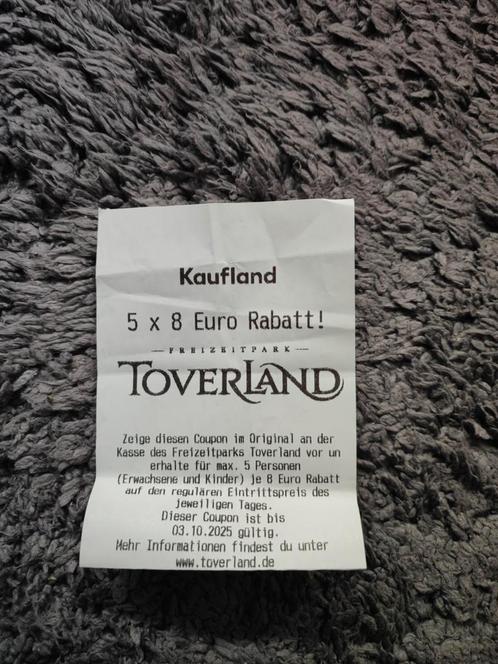 Kaufland
5 x 8 Euro Rabatt!
FREIZEITPARK
TOVERLAND
Zeige diesen Coupon im Original an der
Kasse des Freizeitparks Toverland vor un
erhalte für max. 5 Personen
(Erwachsene und Kinder) je 8 Euro Rabatt
auf den regulären Eintrittspreis des
jeweiligen Tages.
Dieser Coupon ist bis
03.10.2025 gültig.
Mehr Informationen findest du unter
www.toverland.de